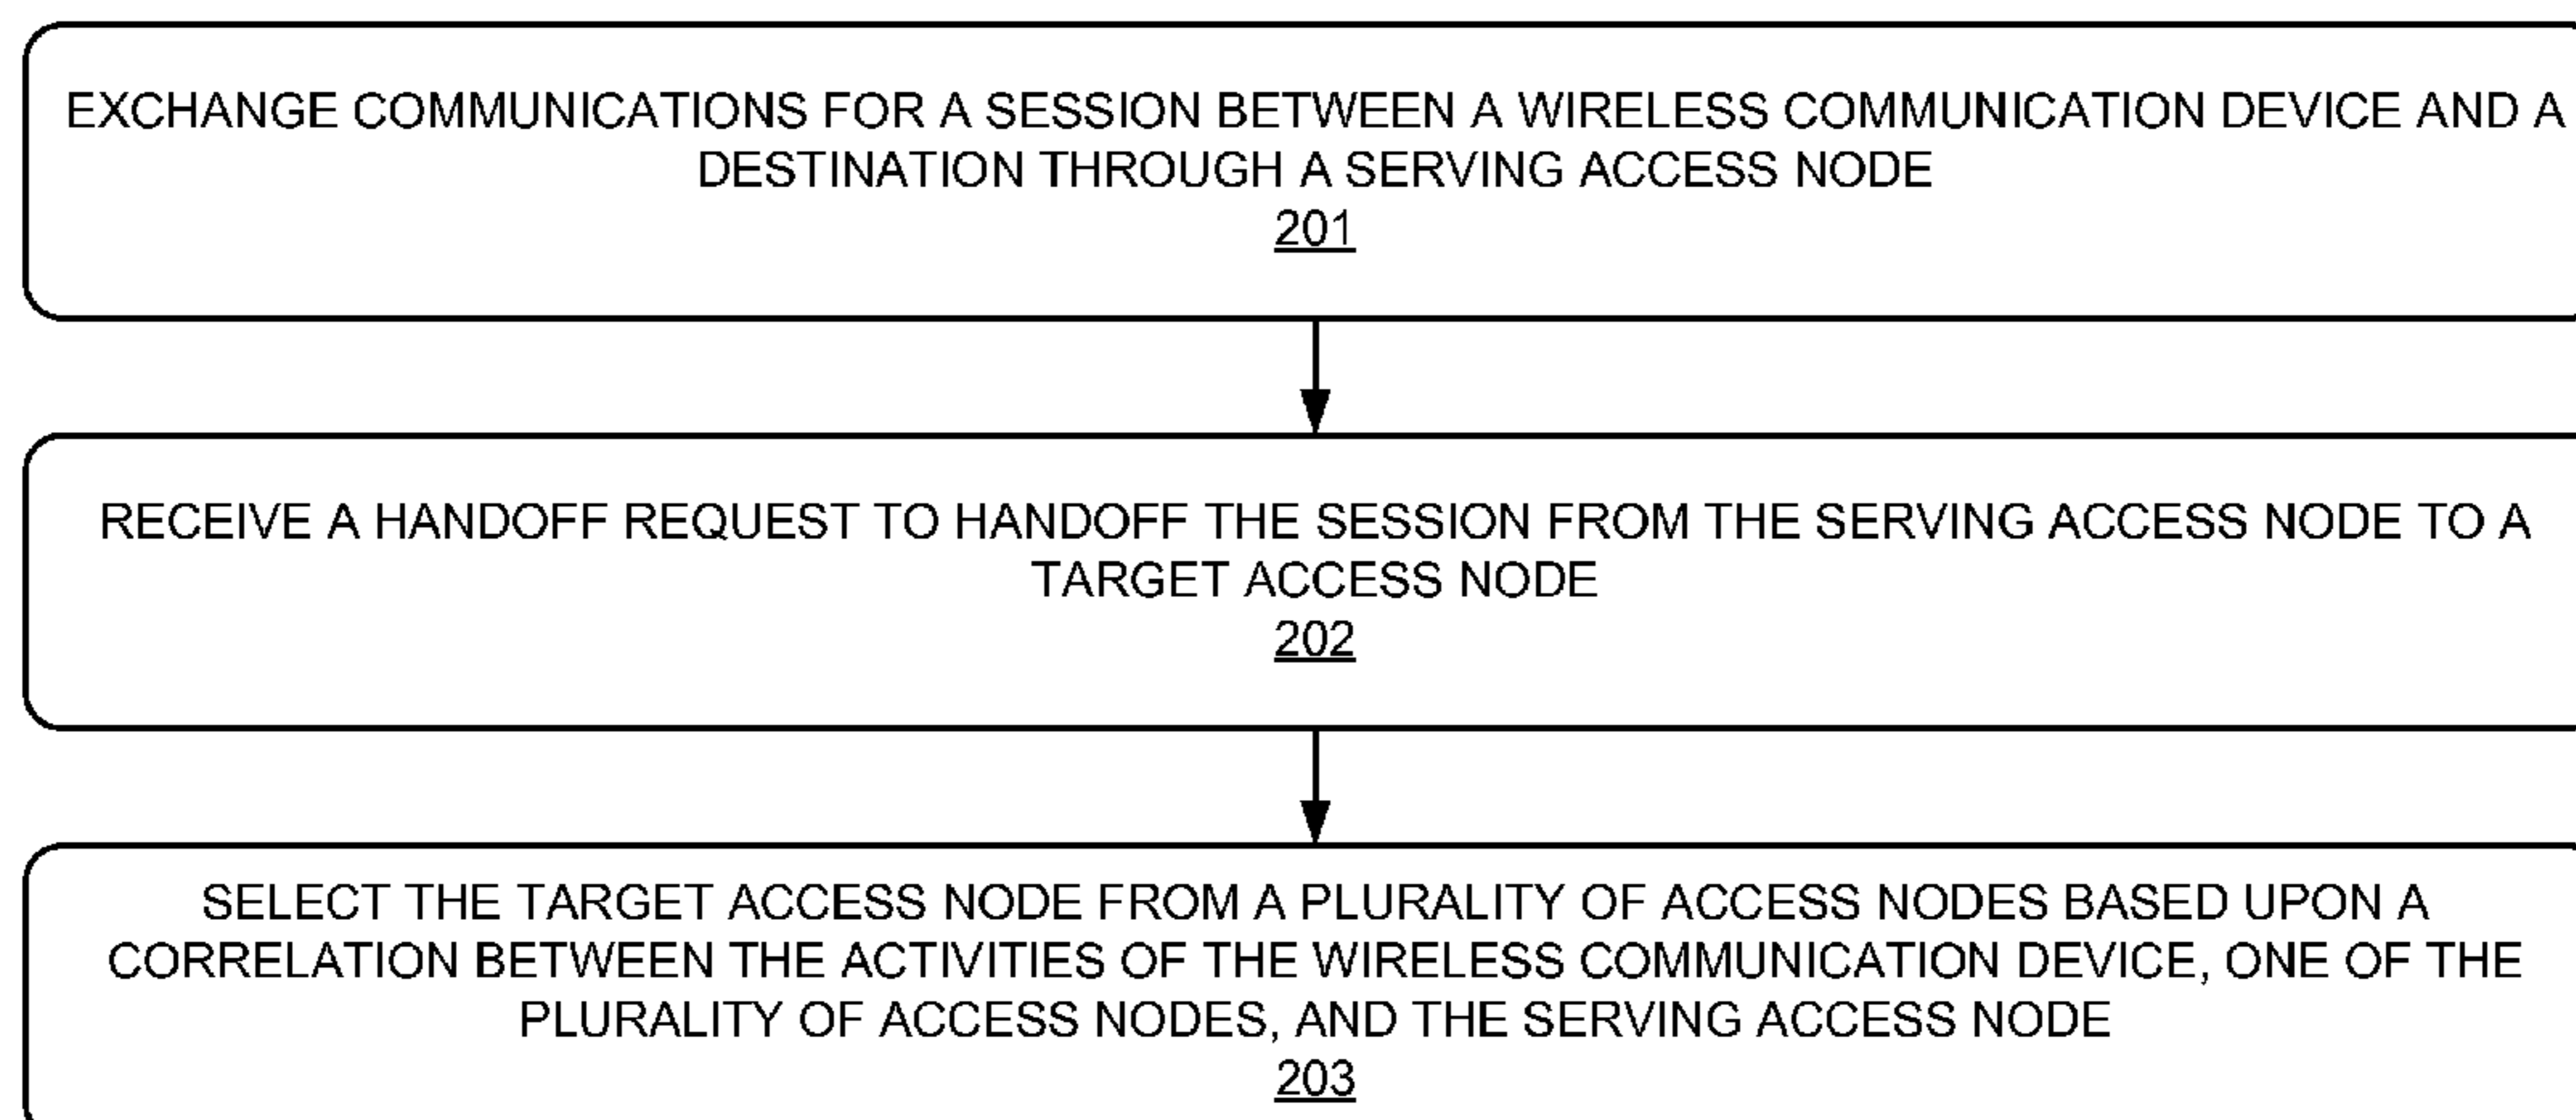 EXCHANGE COMMUNICATIONS FOR A SESSION BETWEEN A WIRELESS COMMUNICATION DEVICE AND A
DESTINATION THROUGH A SERVING ACCESS NODE
201
RECEIVE A HANDOFF REQUEST TO HANDOFF THE SESSION FROM THE SERVING ACCESS NODE TO A
TARGET ACCESS NODE
202
SELECT THE TARGET ACCESS NODE FROM A PLURALITY OF ACCESS NODES BASED UPON A
CORRELATION BETWEEN THE ACTIVITIES OF THE WIRELESS COMMUNICATION DEVICE, ONE OF THE
PLURALITY OF ACCESS NODES, AND THE SERVING ACCESS NODE
203